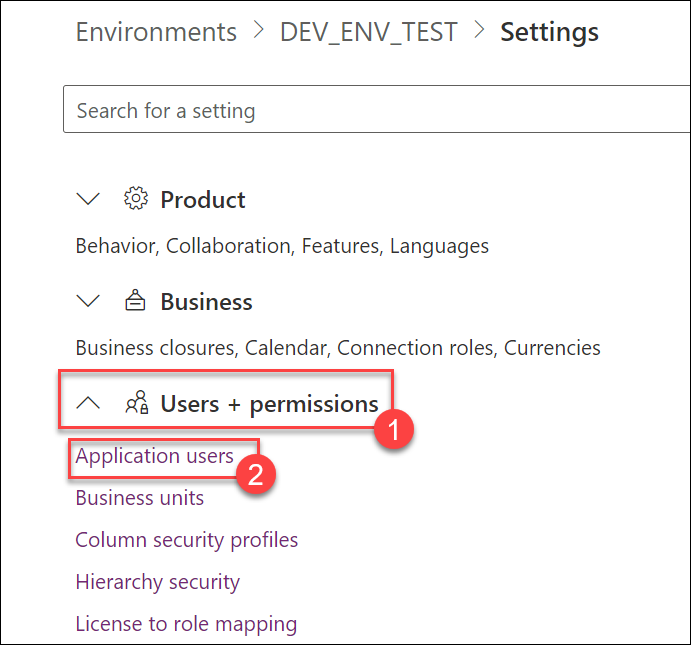 Environments > DEV_ENV_TEST > Settings
Search for a setting
Product
Behavior, Collaboration, Features, Languages
Business
Business closures, Calendar, Connection roles, Currencies
Users + permissions
1
Application users
2
Business units
Column security profiles
Hierarchy security
License to role mapping